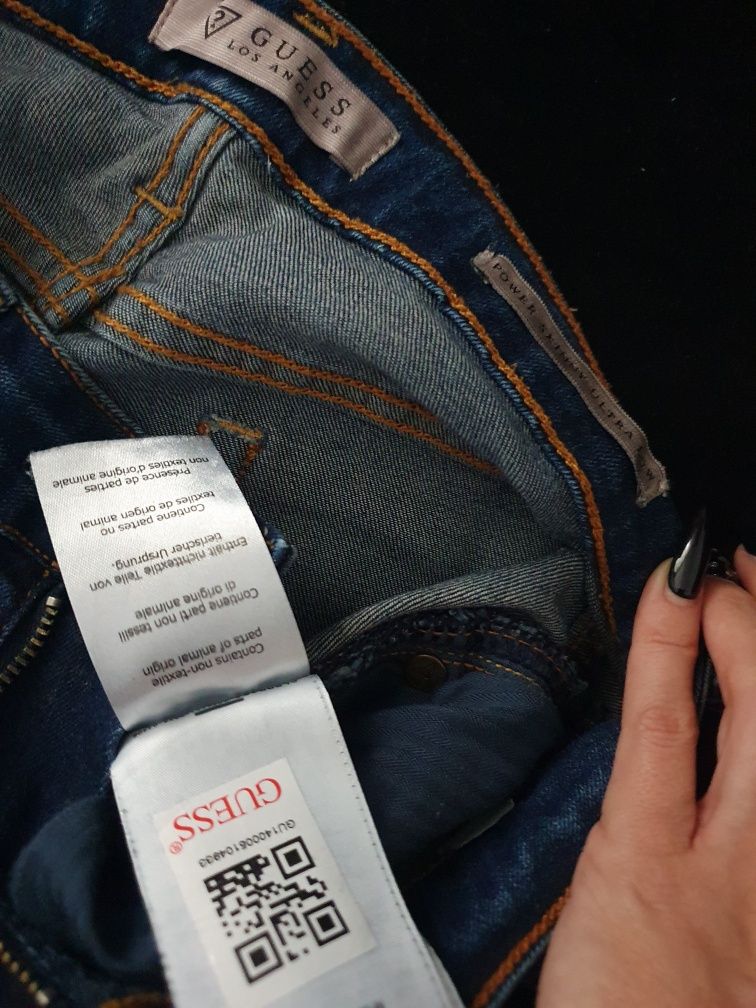 ?
GUESS
LOS ANGELES
POWER SKINNY ULTRA LOW
Contains non-textile
parts of animal origin
Contiene parti non tessili
di origine animale
Enthält nichttextile Teile von
tierischer Ursprung.
Contiene partes no
textiles de origen animal
Présence de parties
non textiles d'origine animale
GUESS®
GU140006104933